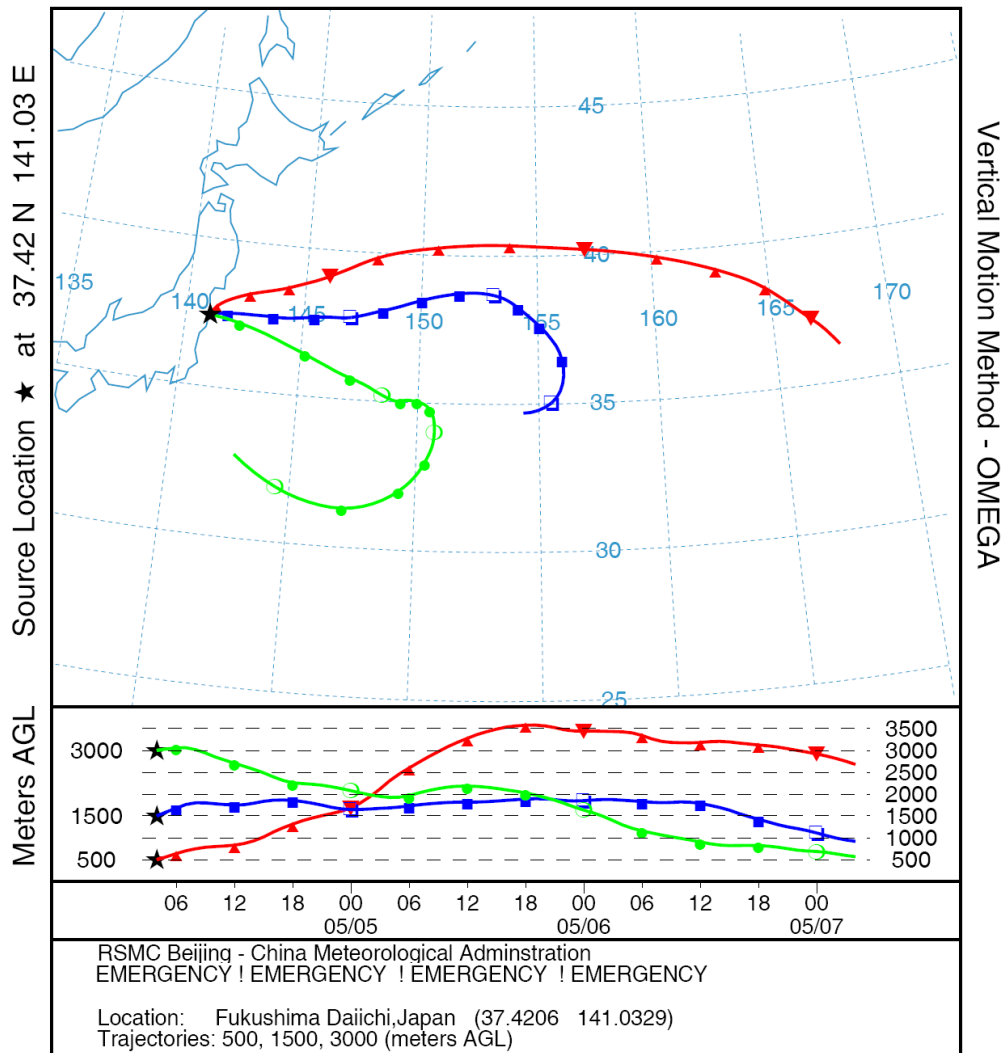 Source Location ★ at 37.42 N 141.03 E
Vertical Motion Method - OMEGA
45
40
135
140
145
150
155
160
165
170
35
30
25
Meters AGL
3500
3000 3000
2500
2000
1500 1500
1000
500 500
06 12 18 00 06 12 18 00 06 12 18 00
05/05 05/06 05/07
RSMC Beijing - China Meteorological Adminstration
EMERGENCY ! EMERGENCY ! EMERGENCY ! EMERGENCY
Location: Fukushima Daiichi,Japan (37.4206 141.0329)
Trajectories: 500, 1500, 3000 (meters AGL)